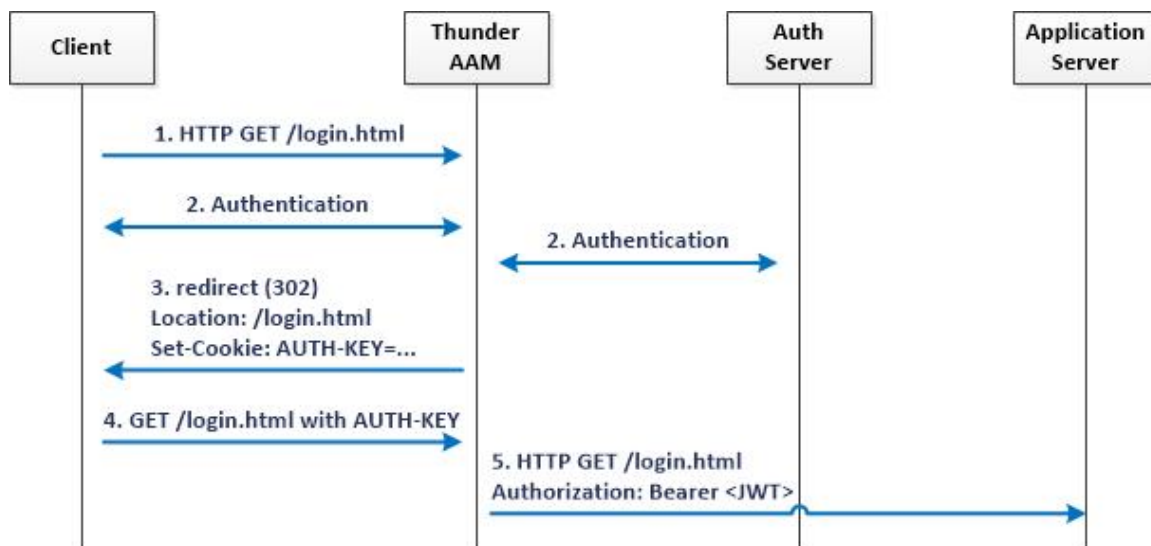 Client
Thunder
AAM
Auth
Server
Application
Server
1. HTTP GET /login.html
2. Authentication
2. Authentication
3. redirect (302)
Location: /login.html
Set-Cookie: AUTH-KEY=...
4. GET /login.html with AUTH-KEY
5. HTTP GET /login.html
Authorization: Bearer <JWT>